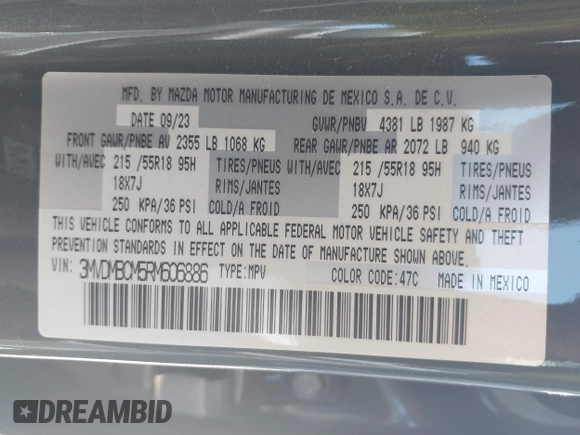 MFD. BY MAZDA MOTOR MANUFACTURING DE MEXICO S.A. DE C.V.
DATE 09/23 GVWR/PNBV 4381 LB 1987 KG
FRONT GAWR/PNBE AV 2355 LB 1068 KG REAR GAWR/PNBE AR 2072 LB 940 KG
WITH/AVEC 215 /55R18 95H TIRES/PNEUS WITH/AVEC 215 /55R18 95H TIRES/PNEUS
18X7J RIMS/JANTES 18X7J RIMS/JANTES
250 KPA/36 PSI COLD/A FROID 250 KPA/36 PSI COLD/A FROID
THIS VEHICLE CONFORMS TO ALL APPLICABLE FEDERAL MOTOR VEHICLE SAFETY AND THEFT
PREVENTION STANDARDS IN EFFECT ON THE DATE OF MANUFACTURE SHOWN ABOVE.
VIN: 3MVDMBCM5RM606886 TYPE:MPV COLOR CODE:47C MADE IN MEXICO
DREAMBID